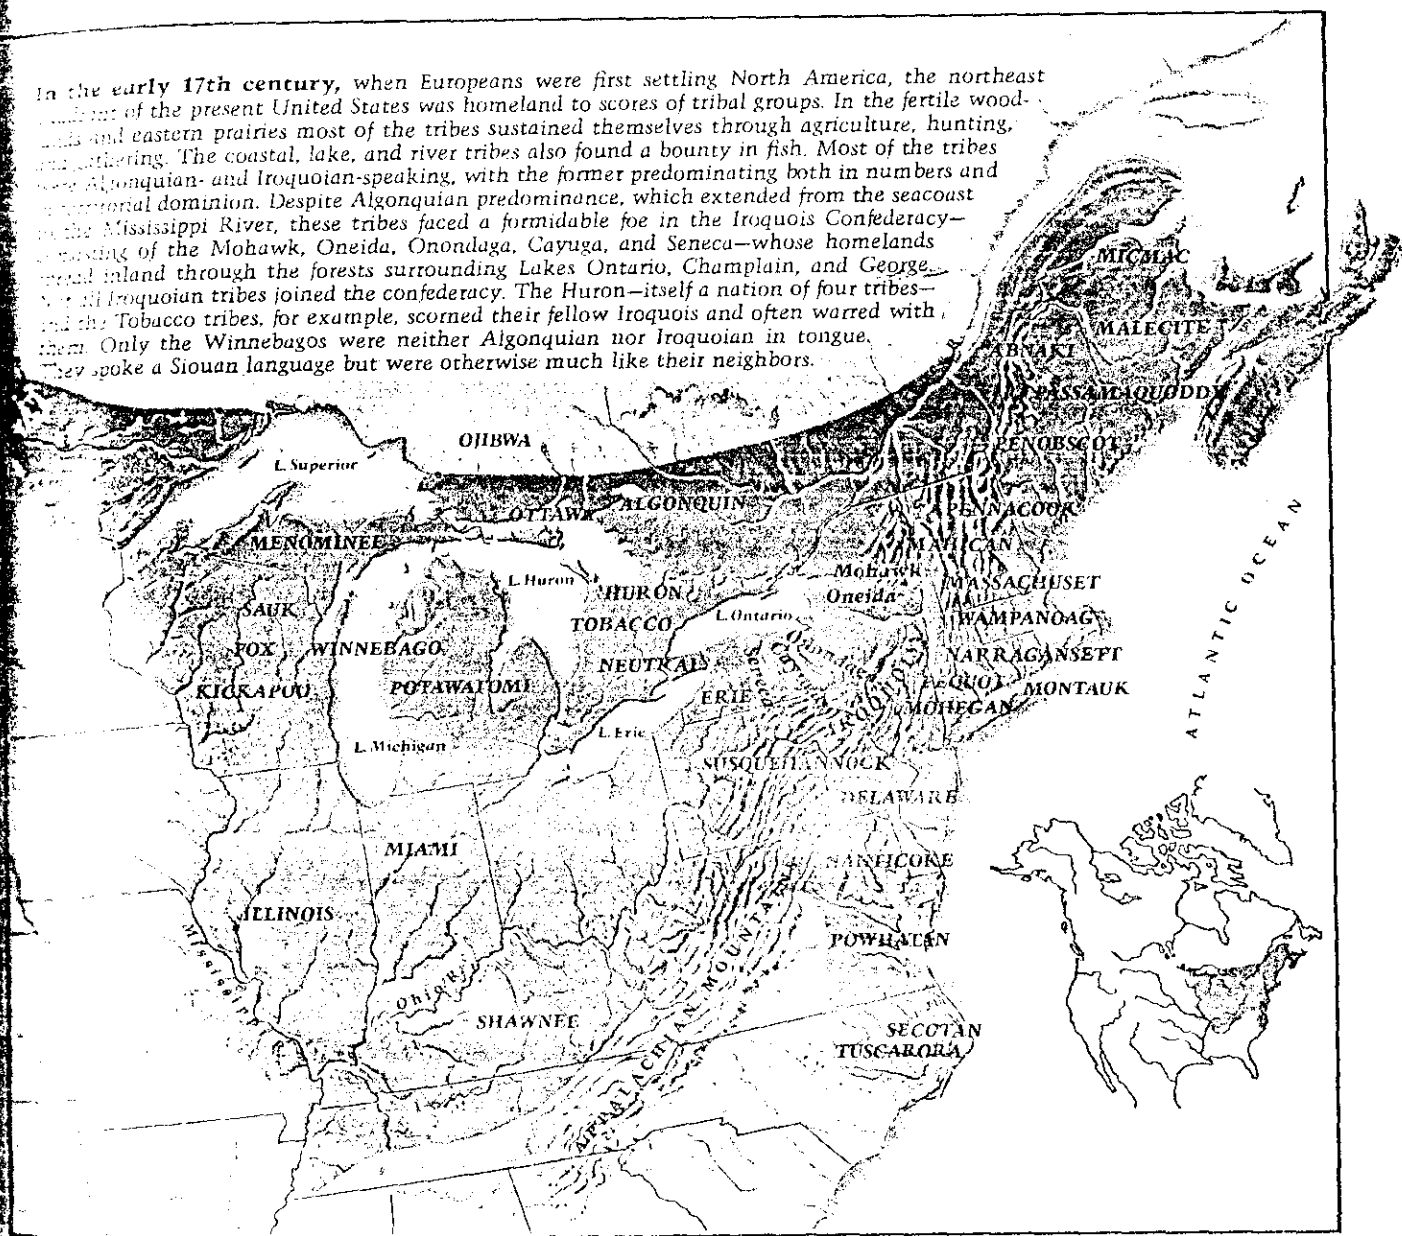 In the early 17th century, when Europeans were first settling North America, the northeast
of the present United States was homeland to scores of tribal groups. In the fertile wood-
and eastern prairies most of the tribes sustained themselves through agriculture, hunting,
The coastal, lake, and river tribes also found a bounty in fish. Most of the tribes
Algonquian- and Iroquoian-speaking, with the former predominating both in numbers and
dominion. Despite Algonquian predominance, which extended from the seacoast
the Mississippi River, these tribes faced a formidable foe in the Iroquois Confederacy—
of the Mohawk, Oneida, Onondaga, Cayuga, and Seneca—whose homelands
inland through the forests surrounding Lakes Ontario, Champlain, and George.
Iroquoian tribes joined the confederacy. The Huron—itself a nation of four tribes—
and the Tobacco tribes, for example, scorned their fellow Iroquois and often warred with
them. Only the Winnebagos were neither Algonquian nor Iroquoian in tongue.
They spoke a Siouan language but were otherwise much like their neighbors.
MICMAC
MALECITE
ABNAKI
PASSAMAQUODDY
OJIBWA
PENOBSCOT
L. Superior
OTTAWA
ALGONQUIN
PENNACOOK
MENOMINEE
MAHICAN
L. Huron
HURON
Mohawk
MASSACHUSET
SAUK
Oneida
TOBACCO
L. Ontario
WAMPANOAG
FOX
WINNEBAGO
NEUTRALS
Seneca
Cayuga
Onondaga
IROQUOIS
NARRAGANSETT
KICKAPOO
POTAWATOMI
ERIE
PEQUOT
MONTAUK
MOHEGAN
L. Michigan
L. Erie
SUSQUEHANNOCK
DELAWARE
ATLANTIC OCEAN
MIAMI
NANTICOKE
ILLINOIS
POWHATAN
Mississippi R.
Ohio R.
APPALACHIAN MOUNTAINS
SHAWNEE
SECOTAN
TUSCARORA